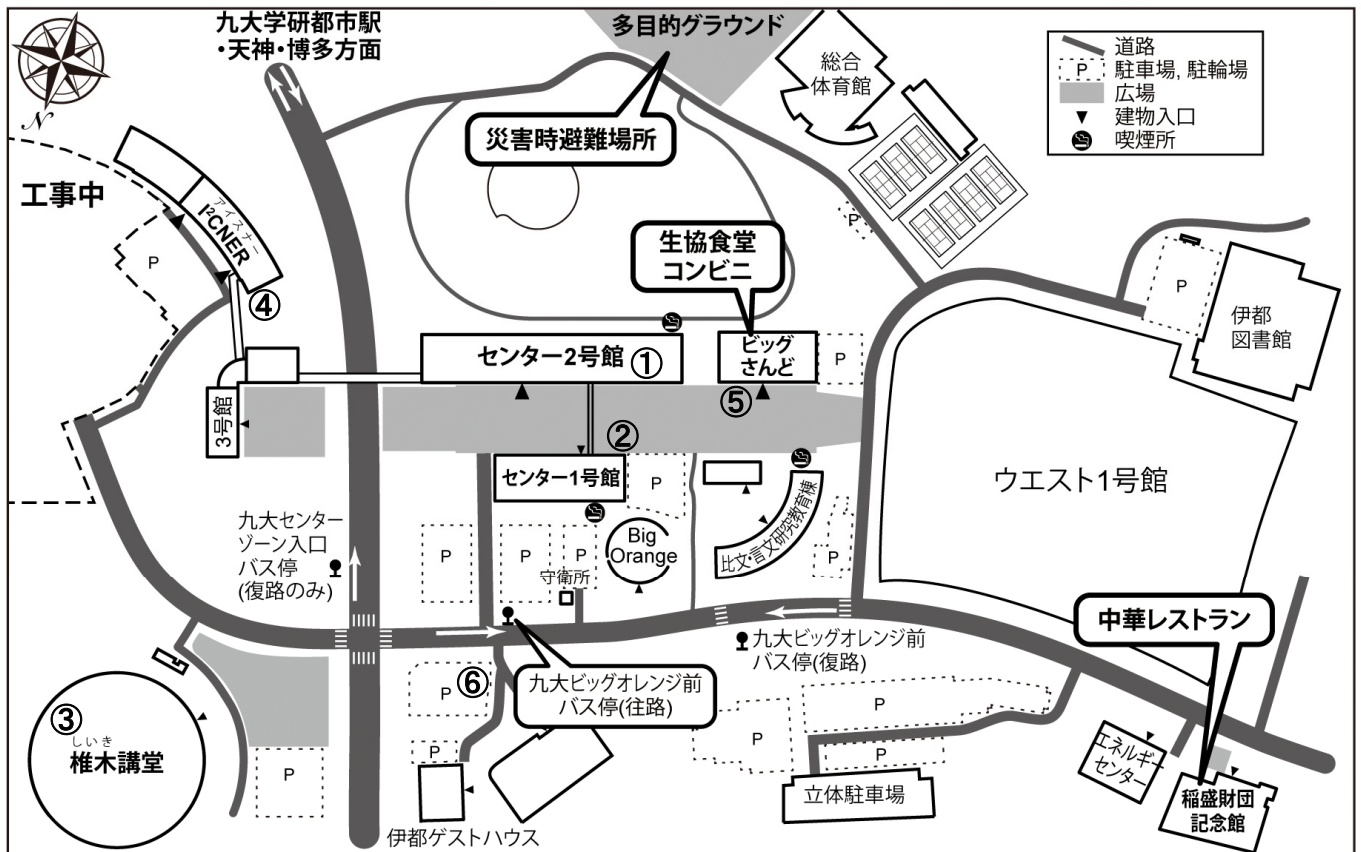 九大学研都市駅
・天神・博多方面
多目的グラウンド
総合
体育館
道路
P
駐車場, 駐輪場
広場
建物入口
喫煙所
N
災害時避難場所
工事中
アイスナー
I²CNER
P
P
生協食堂
コンビニ
④
P
伊都
図書館
センター2号館
①
ビッグ
さんど
P
3号館
⑤
②
センター1号館
P
ウエスト1号館
九大センター
ゾーン入口
バス停
(復路のみ)
P
P
P
守衛所
Big
Orange
比文・言文研究教育棟
P
中華レストラン
九大ビッグオレンジ前
バス停(復路)
③
しいき
椎木講堂
P
P
⑥
九大ビッグオレンジ前
バス停(往路)
P
P
P
P
エネルギー
センター
稲盛財団
記念館
立体駐車場
伊都ゲストハウス